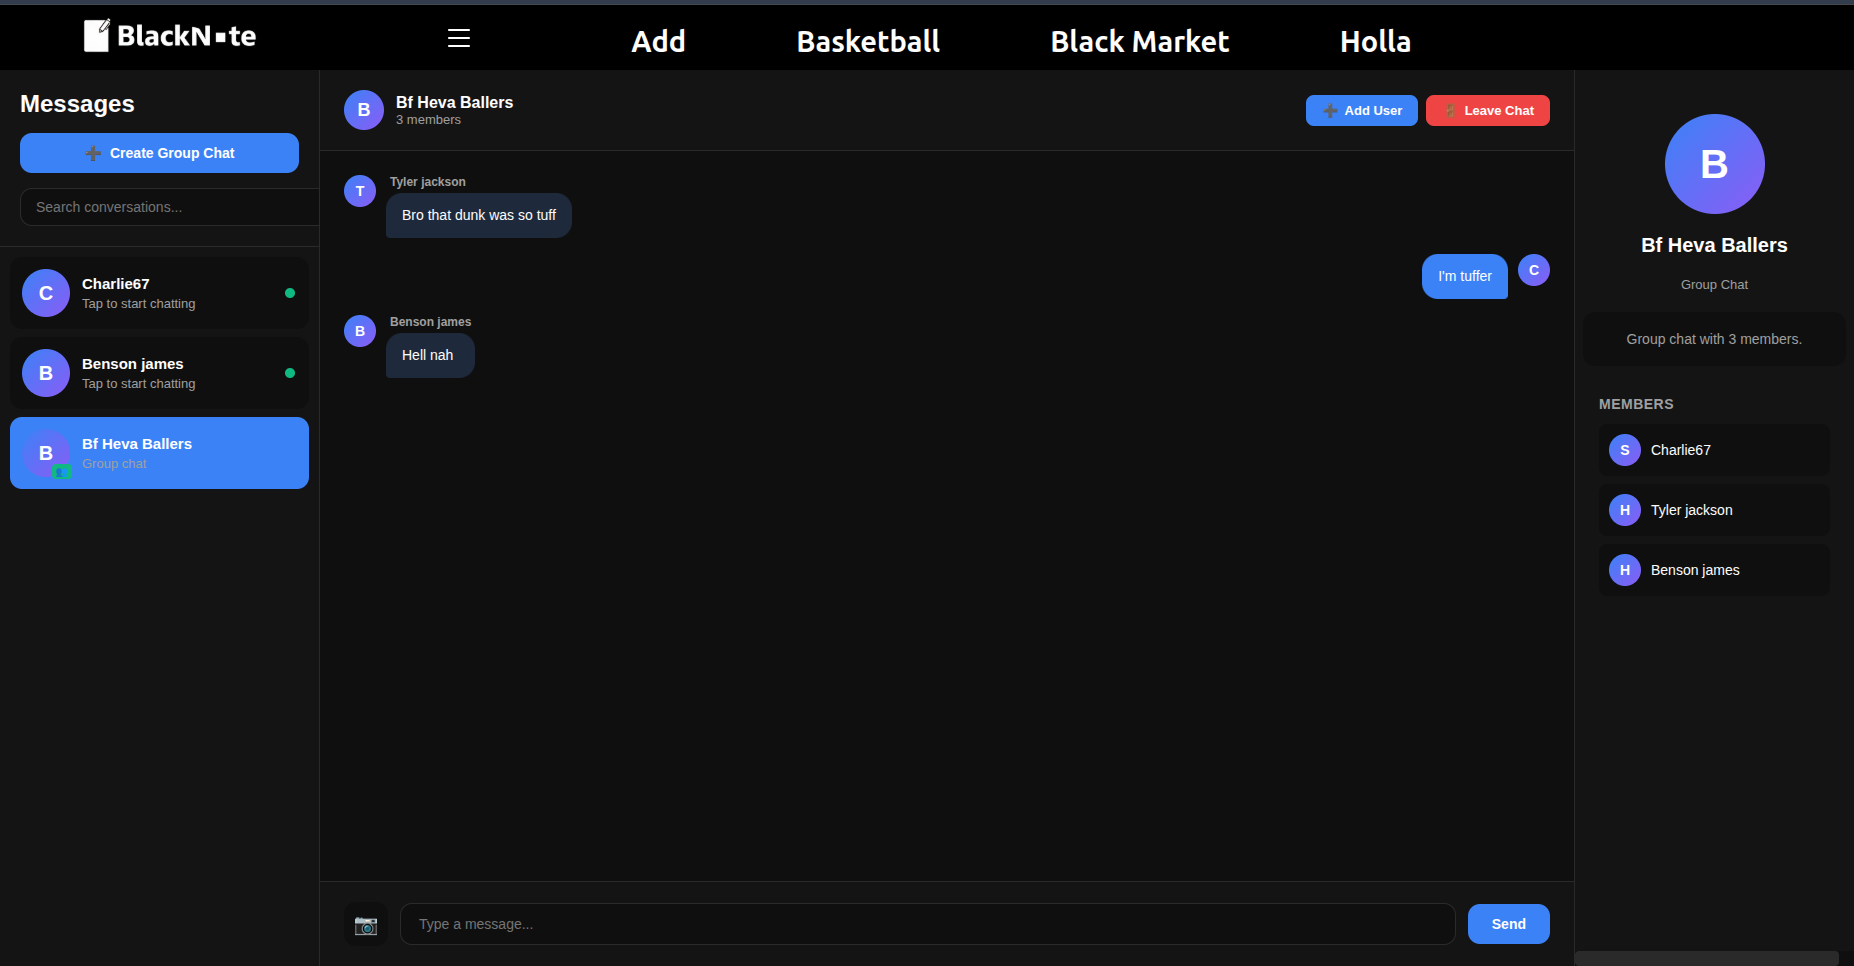 BlackN▪te
Add
Basketball
Black Market
Holla
Messages
➕ Create Group Chat
Search conversations...
C
Charlie67
Tap to start chatting
B
Benson james
Tap to start chatting
B
Bf Heva Ballers
Group chat
B
Bf Heva Ballers
3 members
➕ Add User
Leave Chat
T
Tyler jackson
Bro that dunk was so tuff
I'm tuffer
C
B
Benson james
Hell nah
Type a message...
Send
B
Bf Heva Ballers
Group Chat
Group chat with 3 members.
MEMBERS
S
Charlie67
H
Tyler jackson
H
Benson james